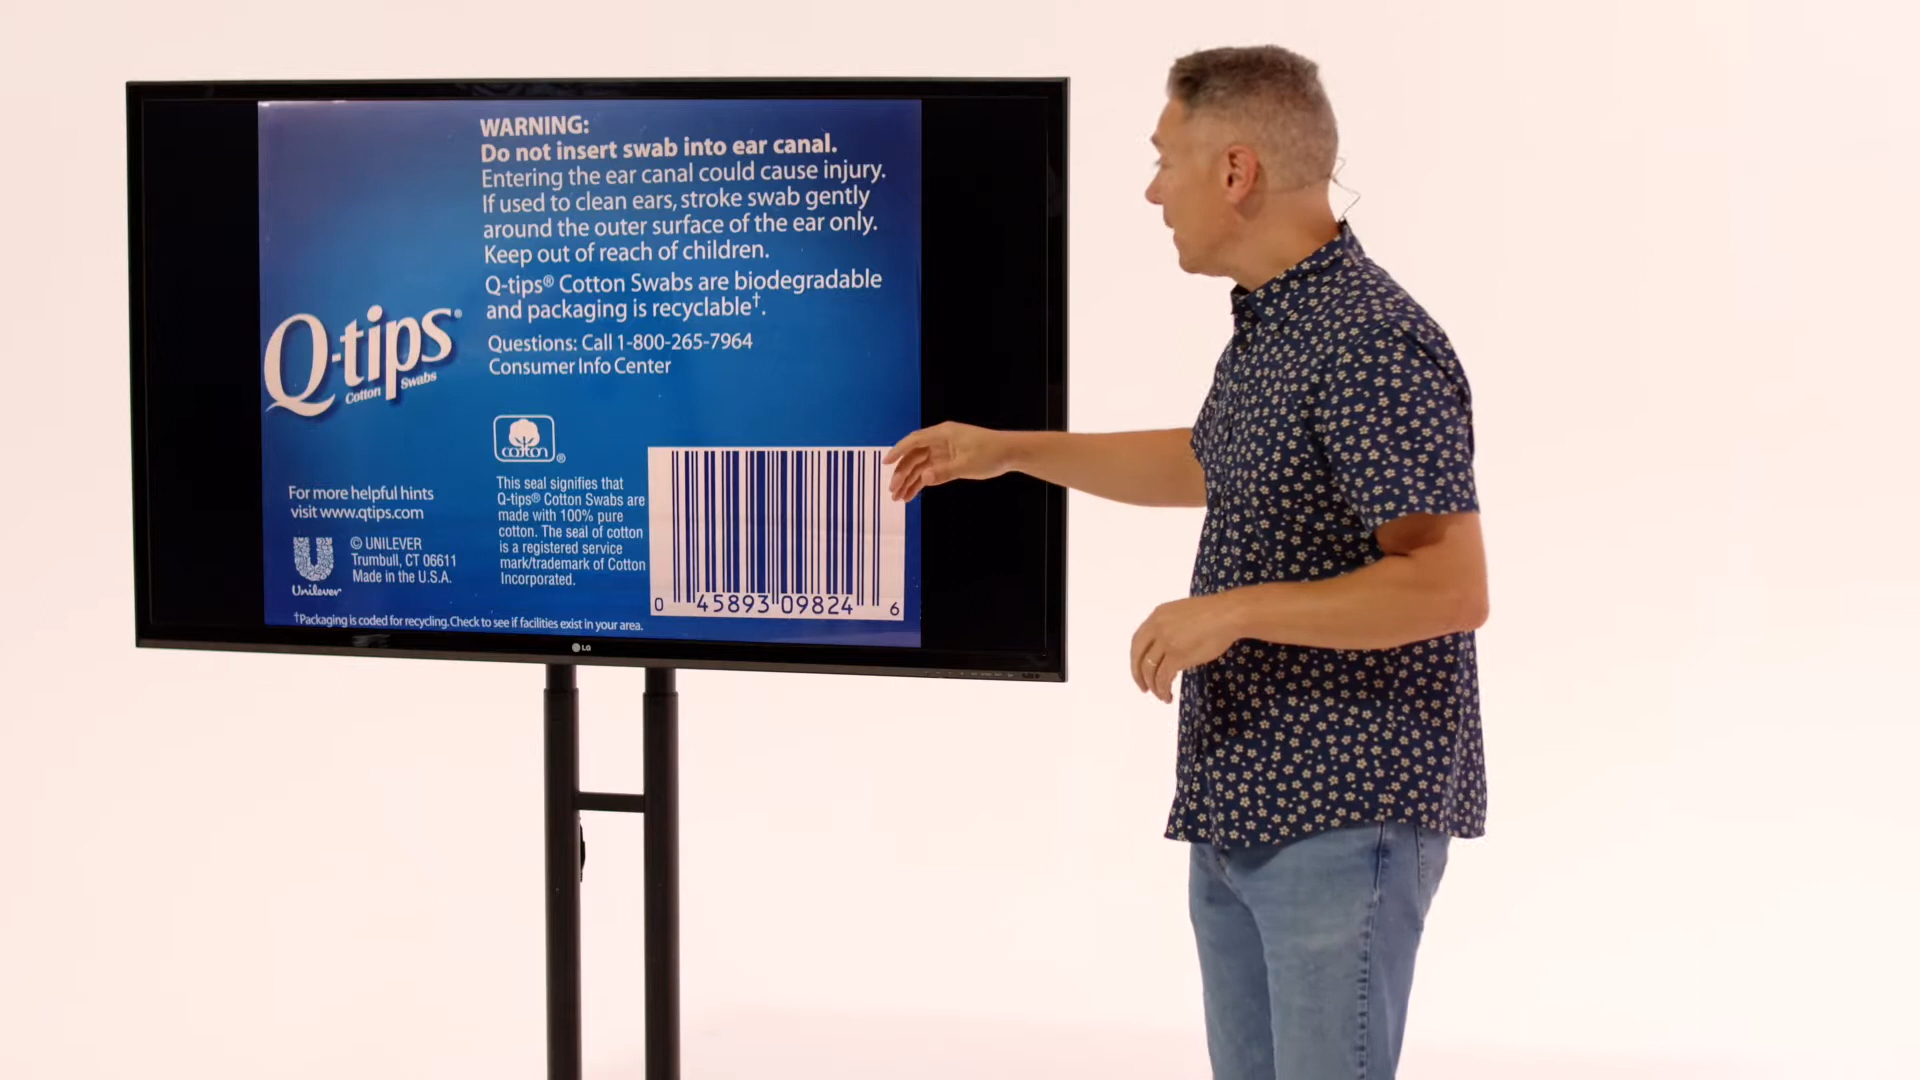 WARNING:
Do not insert swab into ear canal.
Entering the ear canal could cause injury.
If used to clean ears, stroke swab gently
around the outer surface of the ear only.
Keep out of reach of children.
Q-tips® Cotton Swabs are biodegradable
and packaging is recyclable†.
Questions: Call 1-800-265-7964
Consumer Info Center
Q-tips®
Cotton Swabs
cotton ®
This seal signifies that
Q-tips® Cotton Swabs are
made with 100% pure
cotton. The seal of cotton
is a registered service
mark/trademark of Cotton
Incorporated.
For more helpful hints
visit www.qtips.com
© UNILEVER
Trumbull, CT 06611
Made in the U.S.A.
Unilever
0 45893 09824 6
†Packaging is coded for recycling. Check to see if facilities exist in your area.
LG